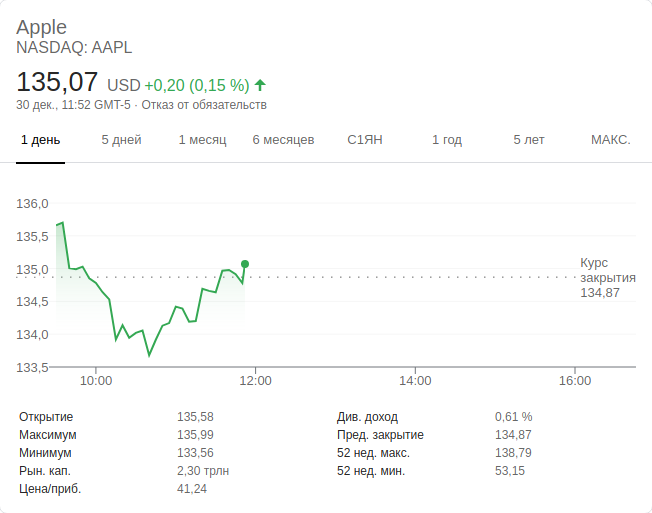 Apple
NASDAQ: AAPL
135,07 USD +0,20 (0,15 %)
30 дек., 11:52 GMT-5 · Отказ от обязательств
1 день 5 дней 1 месяц 6 месяцев С1ЯН 1 год 5 лет МАКС.
136,0
135,5
135,0
134,5
134,0
133,5
Курс
закрытия
134,87
10:00 12:00 14:00 16:00
Открытие 135,58 Див. доход 0,61 %
Максимум 135,99 Пред. закрытие 134,87
Минимум 133,56 52 нед. макс. 138,79
Рын. кап. 2,30 трлн 52 нед. мин. 53,15
Цена/приб. 41,24